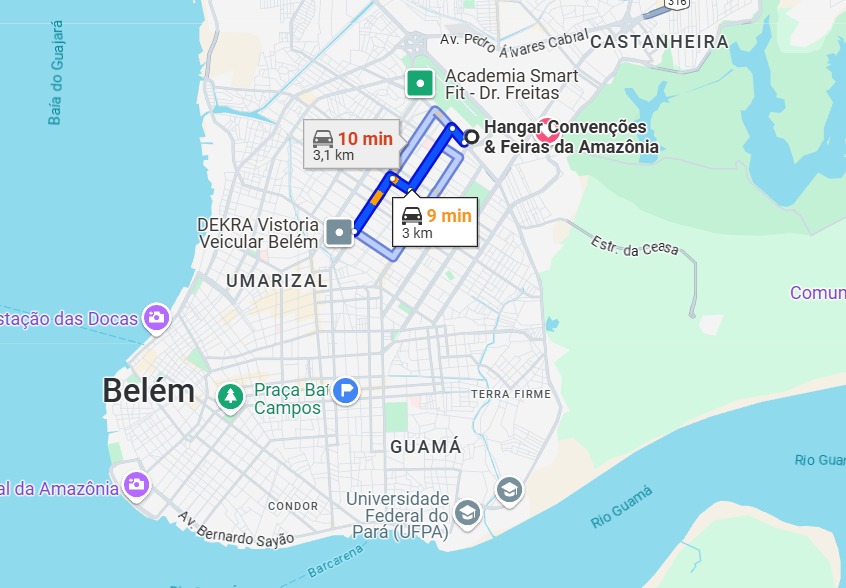 316
Av. Pedro Álvares Cabral
CASTANHEIRA
Baía do Guajará
Academia Smart
Fit - Dr. Freitas
10 min
3,1 km
Hangar Convenções
& Feiras da Amazônia
DEKRA Vistoria
Veicular Belém
9 min
3 km
Estr. da Ceasa
UMARIZAL
Comun
stação das Docas
Belém
Praça Bat
Campos
TERRA FIRME
GUAMÁ
Rio Guam
al da Amazônia
CONDOR
Universidade
Federal do
Pará (UFPA)
Rio Guamá
Av. Bernardo Sayão
Barcarena